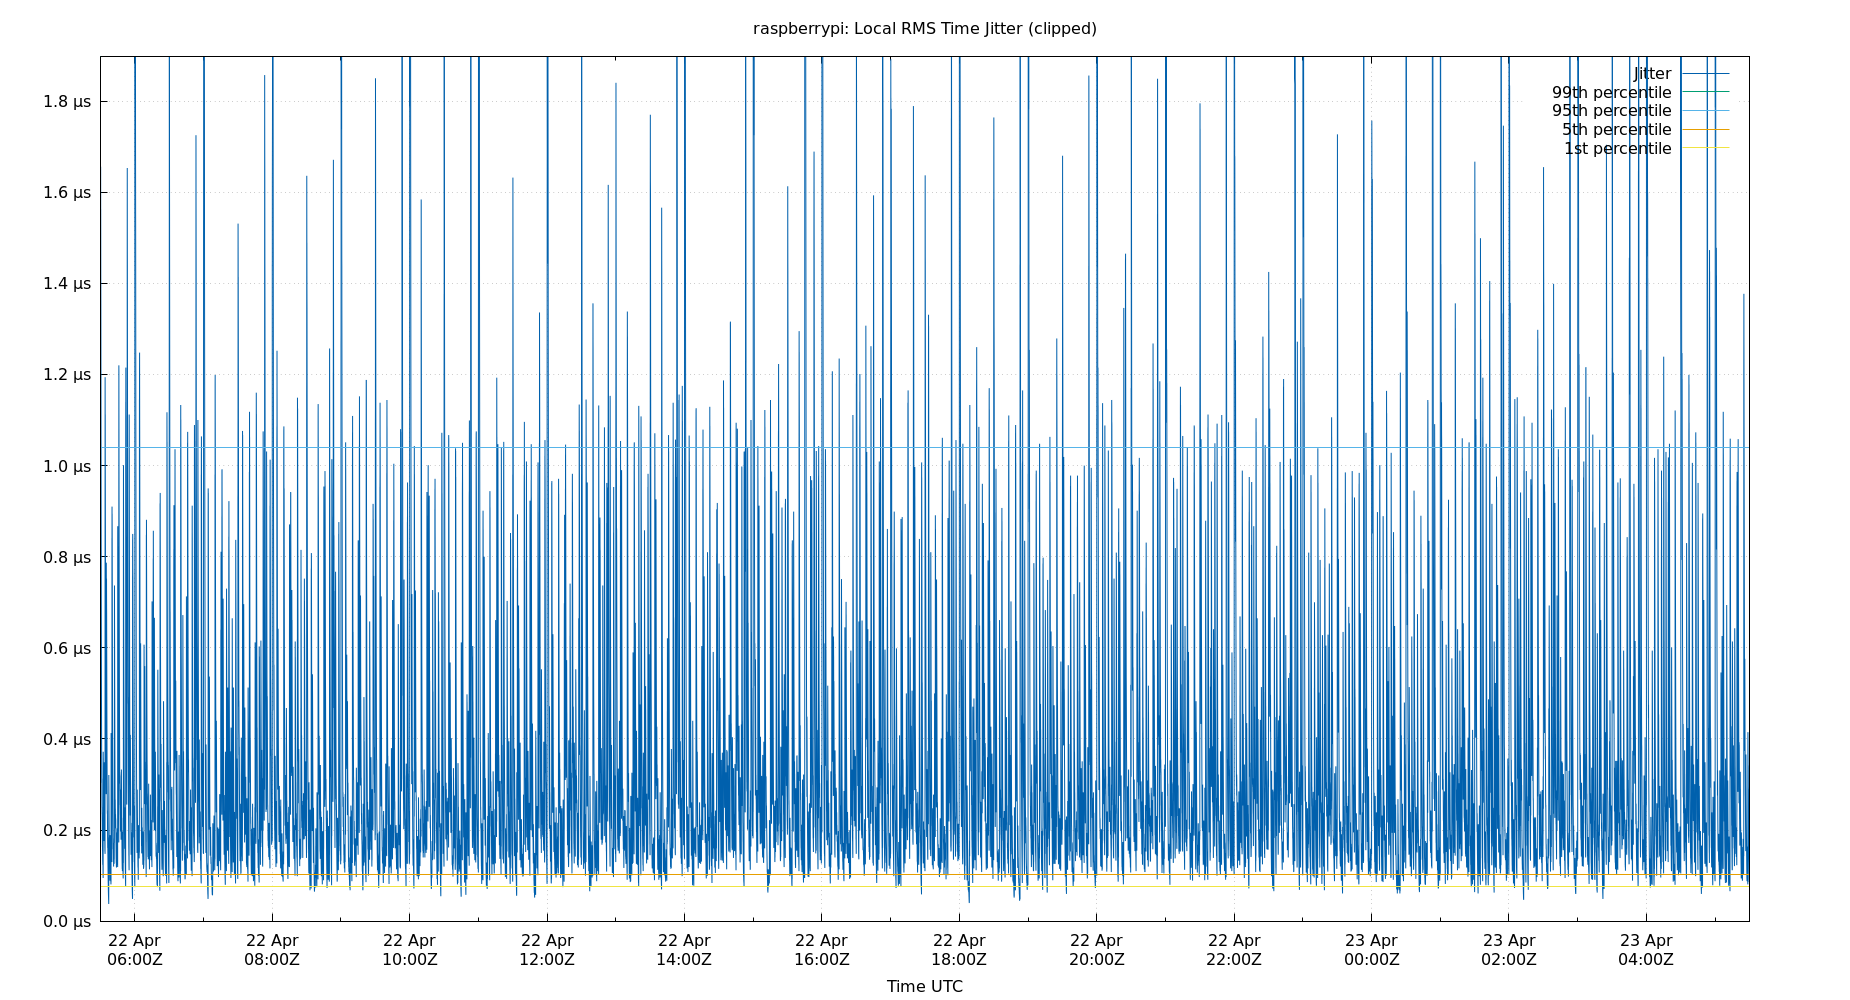 raspberrypi: Local RMS Time Jitter (clipped)
Jitter
99th percentile
95th percentile
5th percentile
1st percentile
1.8 μs
1.6 μs
1.4 μs
1.2 μs
1.0 μs
0.8 μs
0.6 μs
0.4 μs
0.2 μs
0.0 μs
22 Apr 22 Apr 22 Apr 22 Apr 22 Apr 22 Apr 22 Apr 22 Apr 22 Apr 23 Apr 23 Apr 23 Apr
06:00Z 08:00Z 10:00Z 12:00Z 14:00Z 16:00Z 18:00Z 20:00Z 22:00Z 00:00Z 02:00Z 04:00Z
Time UTC